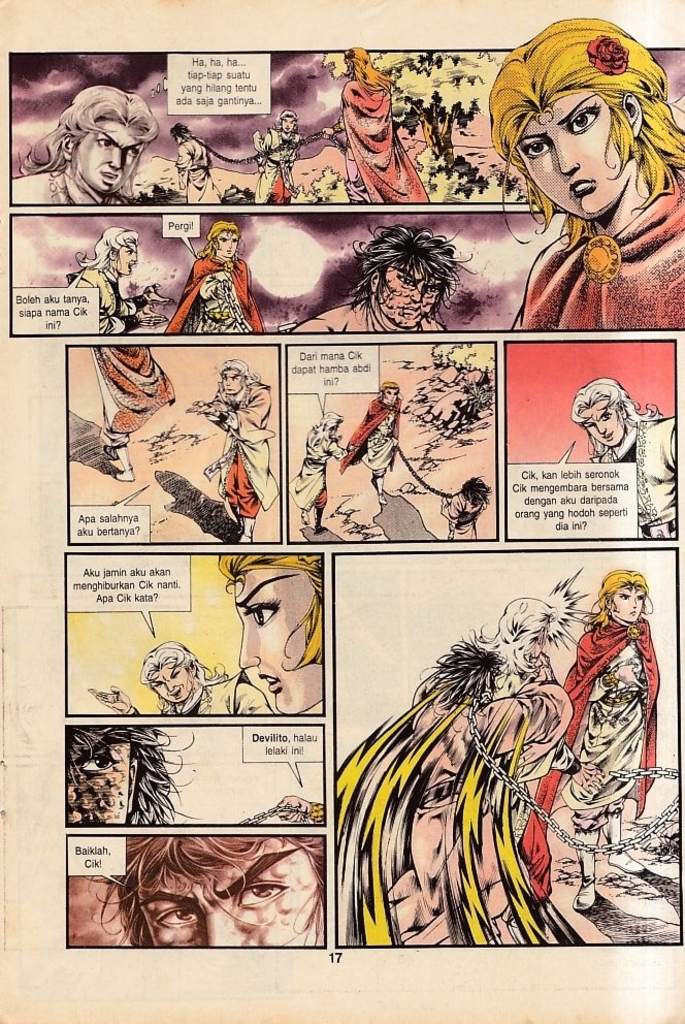 Ha, ha, ha...
tiap-tiap suatu
yang hilang tentu
ada saja gantinya...
Pergi!
Boleh aku tanya,
siapa nama Cik
ini?
Apa salahnya
aku bertanya?
Dari mana Cik
dapat hamba abdi
ini?
Cik, kan lebih seronok
Cik mengembara bersama
dengan aku daripada
orang yang hodoh seperti
dia ini?
Aku jamin aku akan
menghiburkan Cik nanti.
Apa Cik kata?
Devilito, halau
lelaki ini!
Baiklah,
Cik!
17